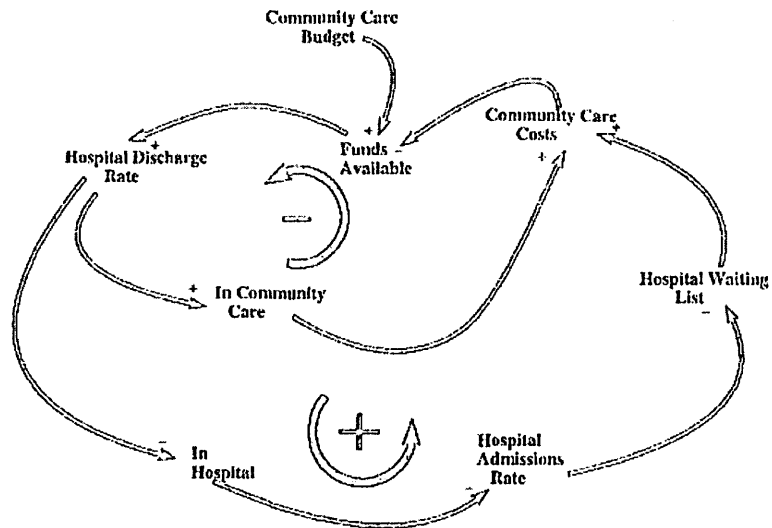 Community Care
Budget
Community Care
Costs
+
+
+
Funds
-
Available
+
Hospital Discharge
Rate
-
+
In Community
Care
Hospital Waiting
List
-
+
-
In
Hospital
Hospital
Admissions
Rate
-